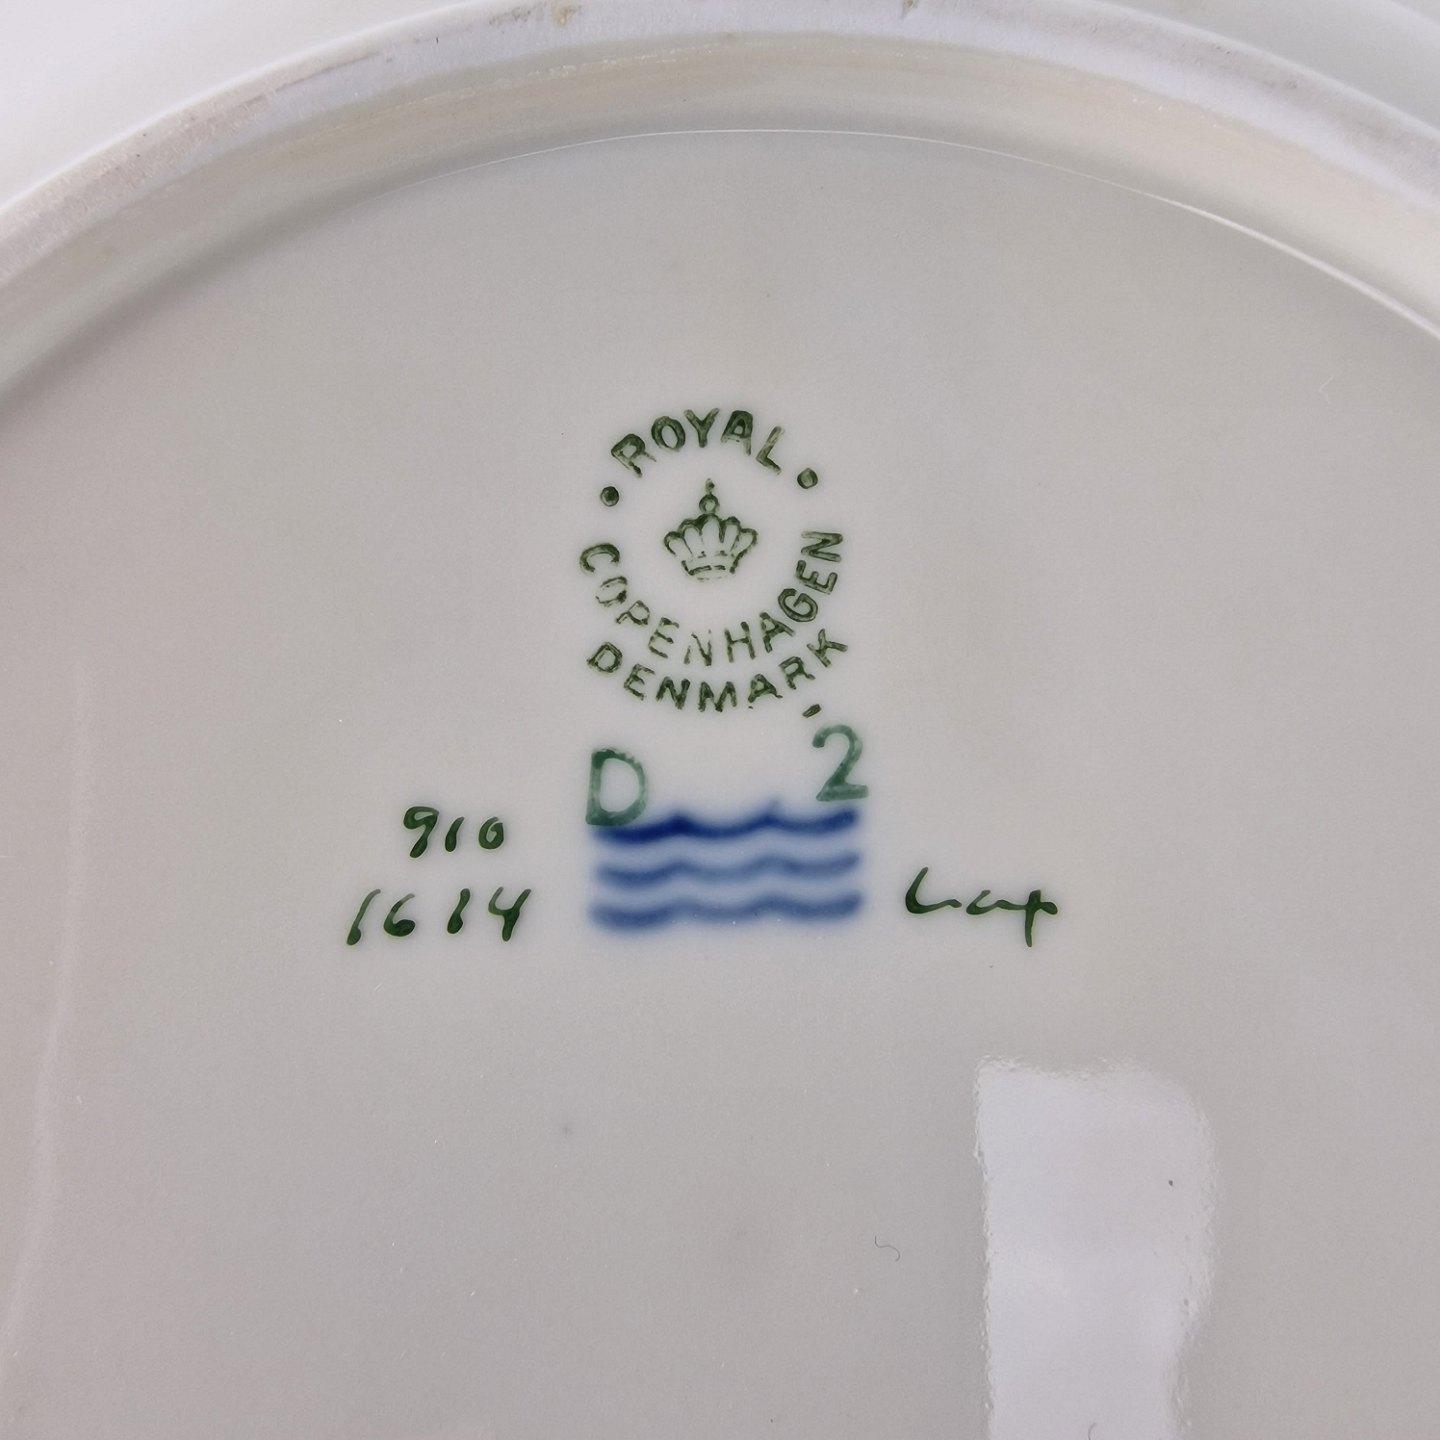 ROYAL
COPENHAGEN
DENMARK
D 2
910
1614